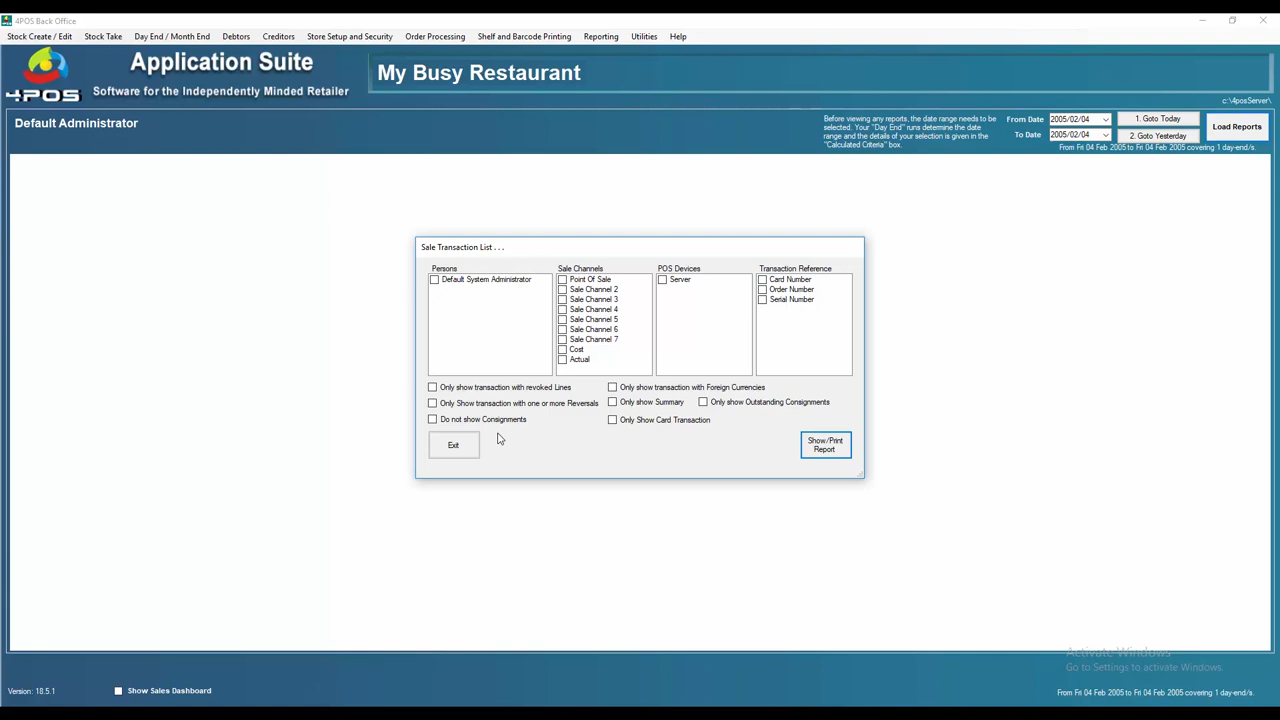 4POS Back Office
Stock Create / Edit Stock Take Day End / Month End Debtors Creditors Store Setup and Security Order Processing Shelf and Barcode Printing Reporting Utilities Help
4POS
Application Suite
Software for the Independently Minded Retailer
My Busy Restaurant
c:\4posServer\
Default Administrator
Before viewing any reports, the date range needs to be
selected. Your "Day End" runs determine the date
range and the details of your selection is given in the
"Calculated Criteria" box.
From Date 2005/02/04 1. Goto Today
To Date 2005/02/04 2. Goto Yesterday
Load Reports
From Fri 04 Feb 2005 to Fri 04 Feb 2005 covering 1 day-end/s.
Sale Transaction List . . .
Persons
Default System Administrator
Sale Channels
Point Of Sale
Sale Channel 2
Sale Channel 3
Sale Channel 4
Sale Channel 5
Sale Channel 6
Sale Channel 7
Cost
Actual
POS Devices
Server
Transaction Reference
Card Number
Order Number
Serial Number
Only show transaction with revoked Lines
Only show transaction with Foreign Currencies
Only Show transaction with one or more Reversals
Only show Summary
Only show Outstanding Consignments
Do not show Consignments
Only Show Card Transaction
Exit
Show/Print
Report
Activate Windows
Go to Settings to activate Windows.
Version: 18.5.1
Show Sales Dashboard
From Fri 04 Feb 2005 to Fri 04 Feb 2005 covering 1 day-end/s.